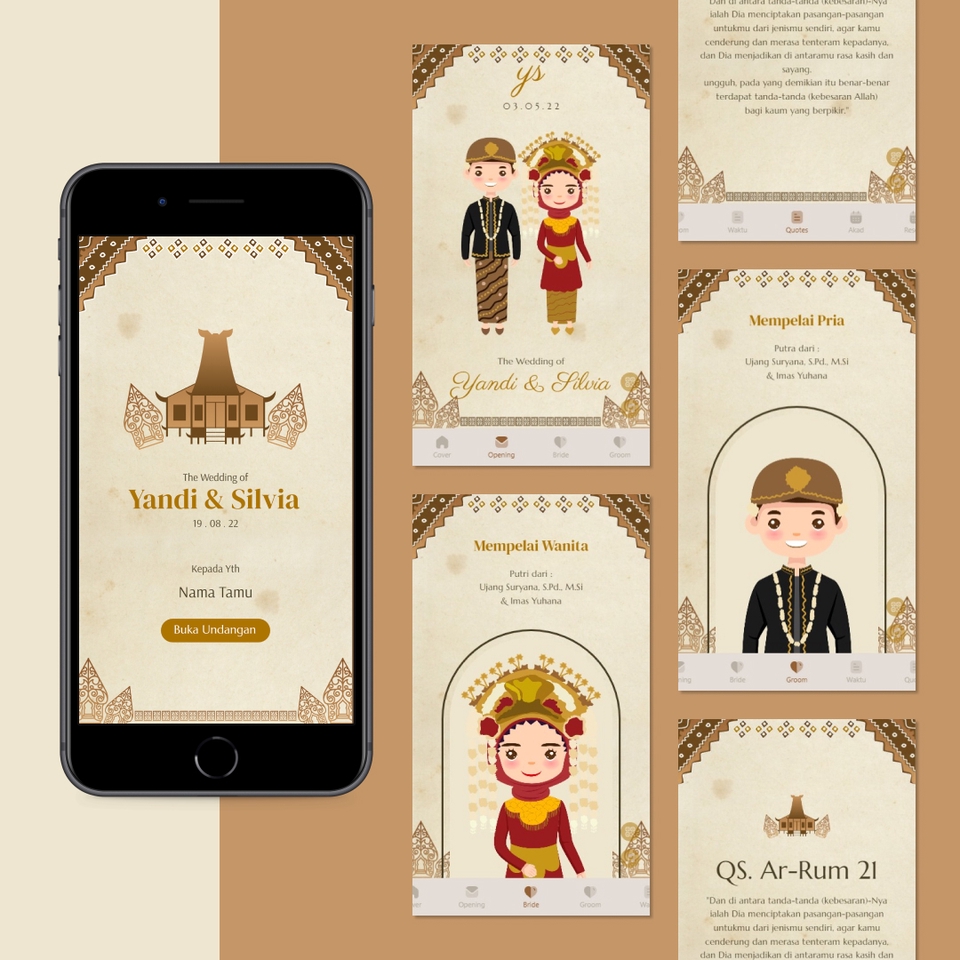 The Wedding of
Yandi & Silvia
19 . 08 . 22
Kepada Yth
Nama Tamu
Buka Undangan
ys
03.05.22
The Wedding of
Yandi & Silvia
Cover
Opening
Bride
Groom
Mempelai Wanita
Putri dari :
Ujang Suryana, S.Pd., M.Si
& Imas Yuhana
Opening
Bride
Groom
"Dan di antara tanda-tanda (kebesaran)-Nya
ialah Dia menciptakan pasangan-pasangan
untukmu dari jenismu sendiri, agar kamu
cenderung dan merasa tenteram kepadanya,
dan Dia menjadikan di antaramu rasa kasih dan
sayang.
ungguh, pada yang demikian itu benar-benar
terdapat tanda-tanda (kebesaran Allah)
bagi kaum yang berpikir."
Waktu
Quotes
Akad
Mempelai Pria
Putra dari :
Ujang Suryana, S.Pd., M.Si
& Imas Yuhana
Bride
Groom
Waktu
QS. Ar-Rum 21
"Dan di antara tanda-tanda (kebesaran)-Nya
ialah Dia menciptakan pasangan-pasangan
untukmu dari jenismu sendiri, agar kamu
cenderung dan merasa tenteram kepadanya,
dan Dia menjadikan di antaramu rasa kasih dan